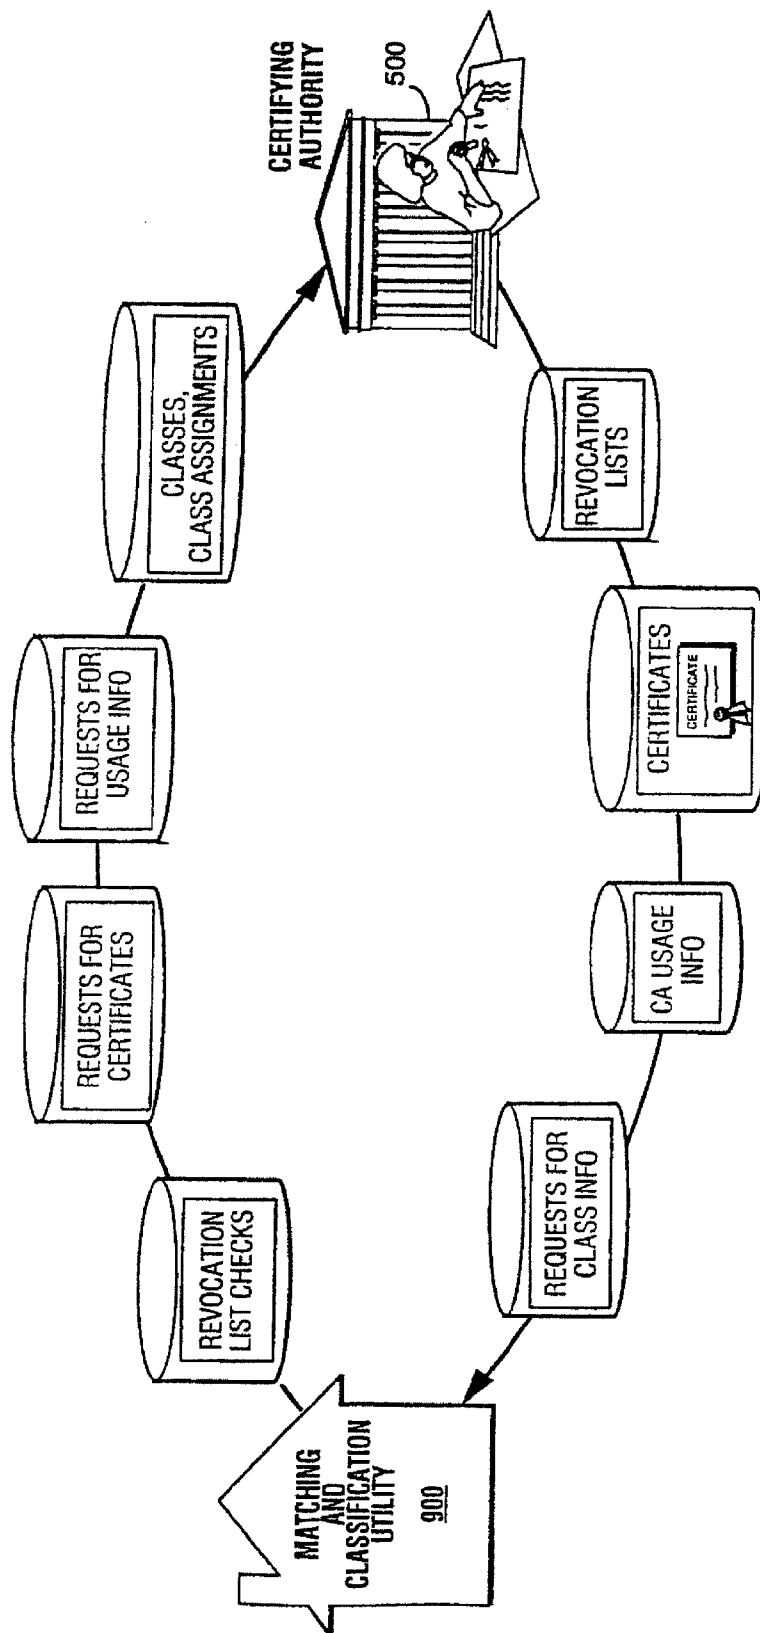 CERTIFYING
AUTHORITY
500
CLASSES,
CLASS ASSIGNMENTS
REQUESTS FOR
USAGE INFO
REQUESTS FOR
CERTIFICATES
REVOCATION
LIST CHECKS
MATCHING
AND
CLASSIFICATION
UTILITY
900
REVOCATION
LISTS
CERTIFICATES
CERTIFICATE
CA USAGE
INFO
REQUESTS FOR
CLASS INFO